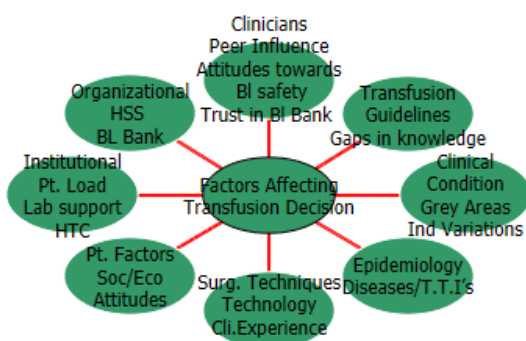 Clinicians
Peer Influence
Attitudes towards
Bl safety
Trust in Bl Bank
Organizational
HSS
BL Bank
Transfusion
Guidelines
Gaps in knowledge
Institutional
Pt. Load
Lab support
HTC
Factors Affecting
Transfusion Decision
Clinical
Condition
Grey Areas
Ind Variations
Pt. Factors
Soc/Eco
Attitudes
Surg. Techniques
Technology
Cli.Experience
Epidemiology
Diseases/T.T.I's